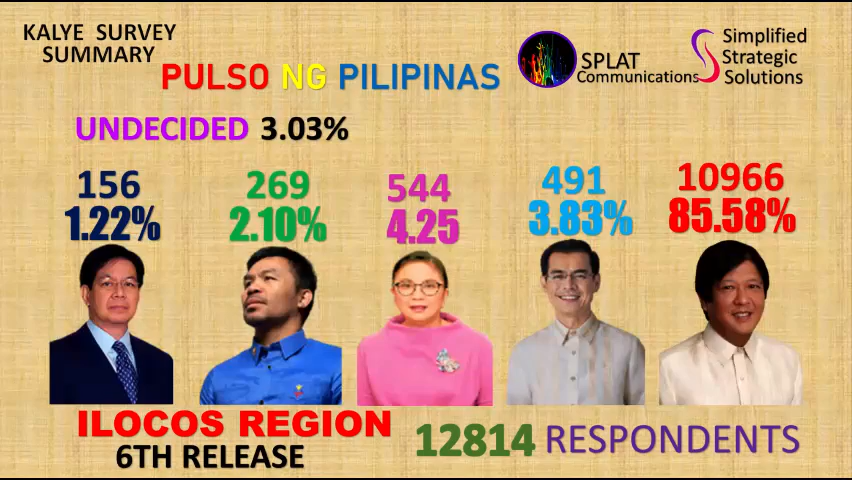 KALYE SURVEY
SUMMARY
PULSO NG PILIPINAS
SPLAT
Communications
Simplified
Strategic
Solutions
UNDECIDED 3.03%
156
1.22%
269
2.10%
544
4.25
491
3.83%
10966
85.58%
ILOCOS REGION
6TH RELEASE
12814 RESPONDENTS